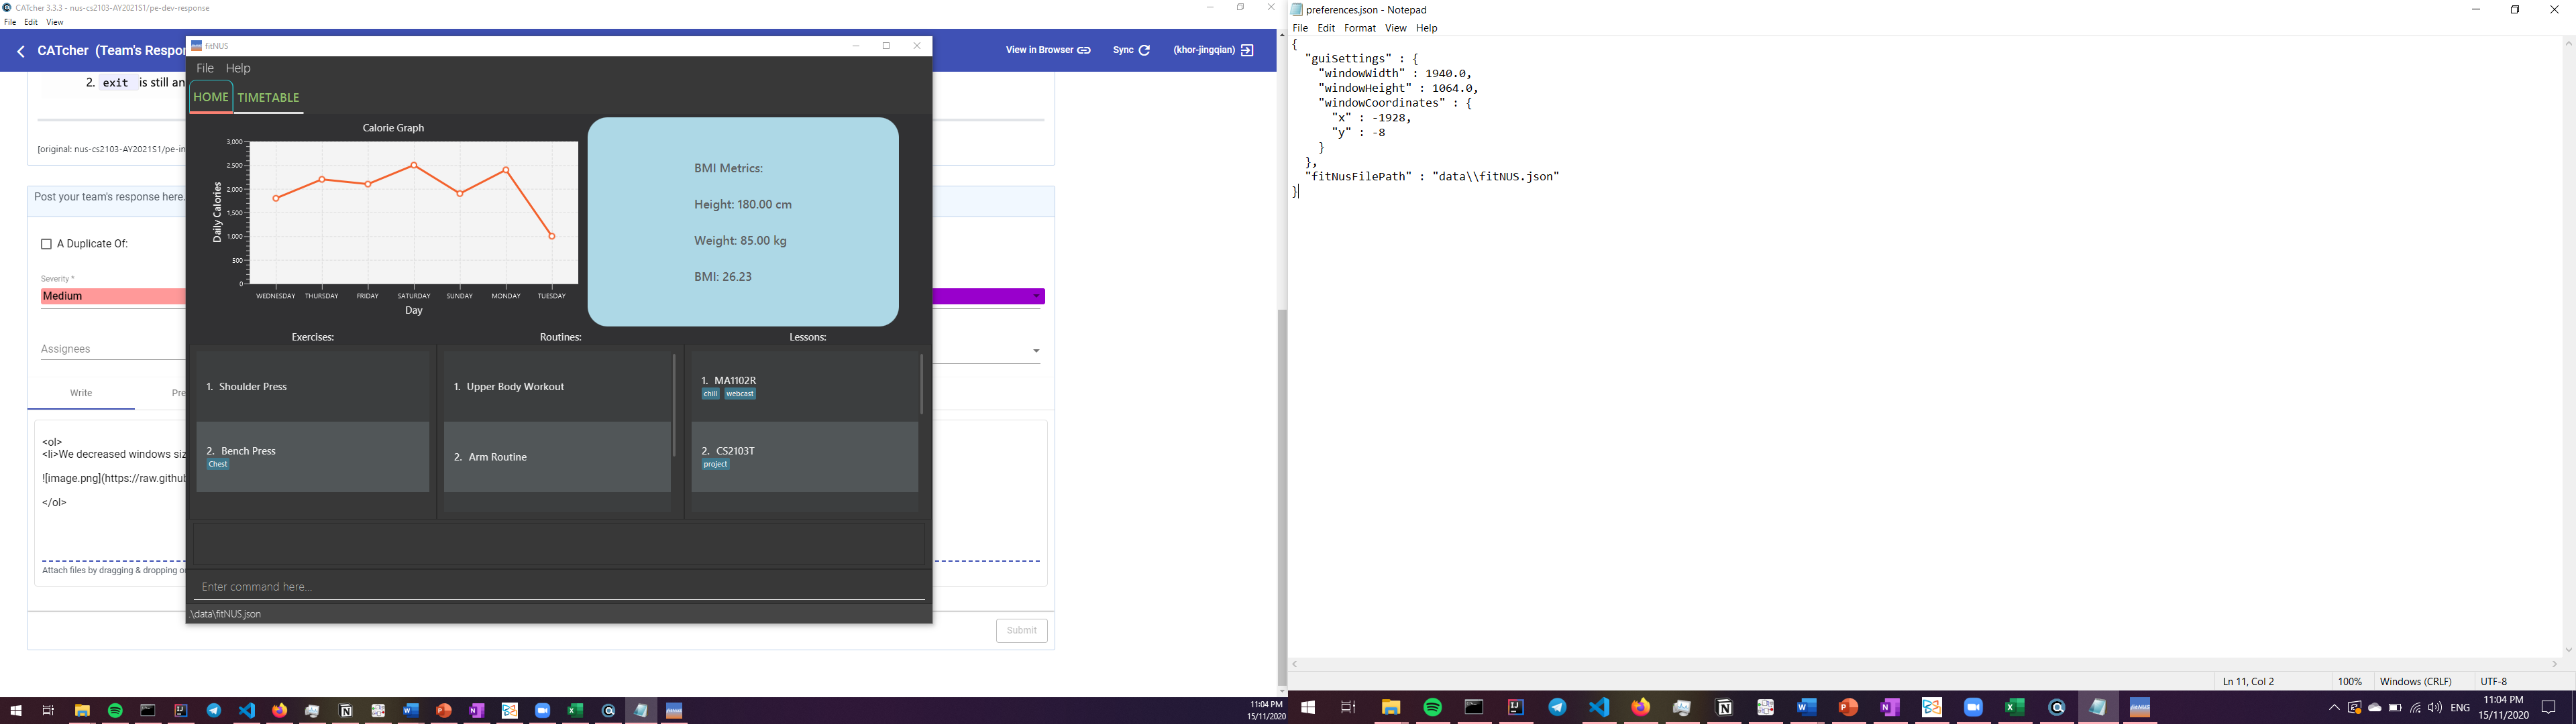 CATcher 3.3.3 - nus-cs2103-AY2021S1/pe-dev-response
File Edit View
CATcher (Team's Respon
View in Browser
Sync
(khor-jingqian)
2. exit is still an
[original: nus-cs2103-AY2021S1/pe-in
Post your team's response here.
A Duplicate Of:
Severity *
Medium
Assignees
Write
Pre
<ol>
<li>We decreased windows siz
![image.png](https://raw.github
</ol>
Attach files by dragging & dropping o
Submit
fitNUS
File Help
HOME TIMETABLE
Calorie Graph
Daily Calories
3,000
2,500
2,000
1,500
1,000
500
0
WEDNESDAY THURSDAY FRIDAY SATURDAY SUNDAY MONDAY TUESDAY
Day
BMI Metrics:
Height: 180.00 cm
Weight: 85.00 kg
BMI: 26.23
Exercises:
1. Shoulder Press
2. Bench Press
Chest
Routines:
1. Upper Body Workout
2. Arm Routine
Lessons:
1. MA1102R
chill webcast
2. CS2103T
project
Enter command here...
.\data\fitNUS.json
11:04 PM
15/11/2020
preferences.json - Notepad
File Edit Format View Help
{
"guiSettings" : {
"windowWidth" : 1940.0,
"windowHeight" : 1064.0,
"windowCoordinates" : {
"x" : -1928,
"y" : -8
}
},
"fitNusFilePath" : "data\\fitNUS.json"
}
Ln 11, Col 2
100%
Windows (CRLF)
UTF-8
ENG
11:04 PM
15/11/2020